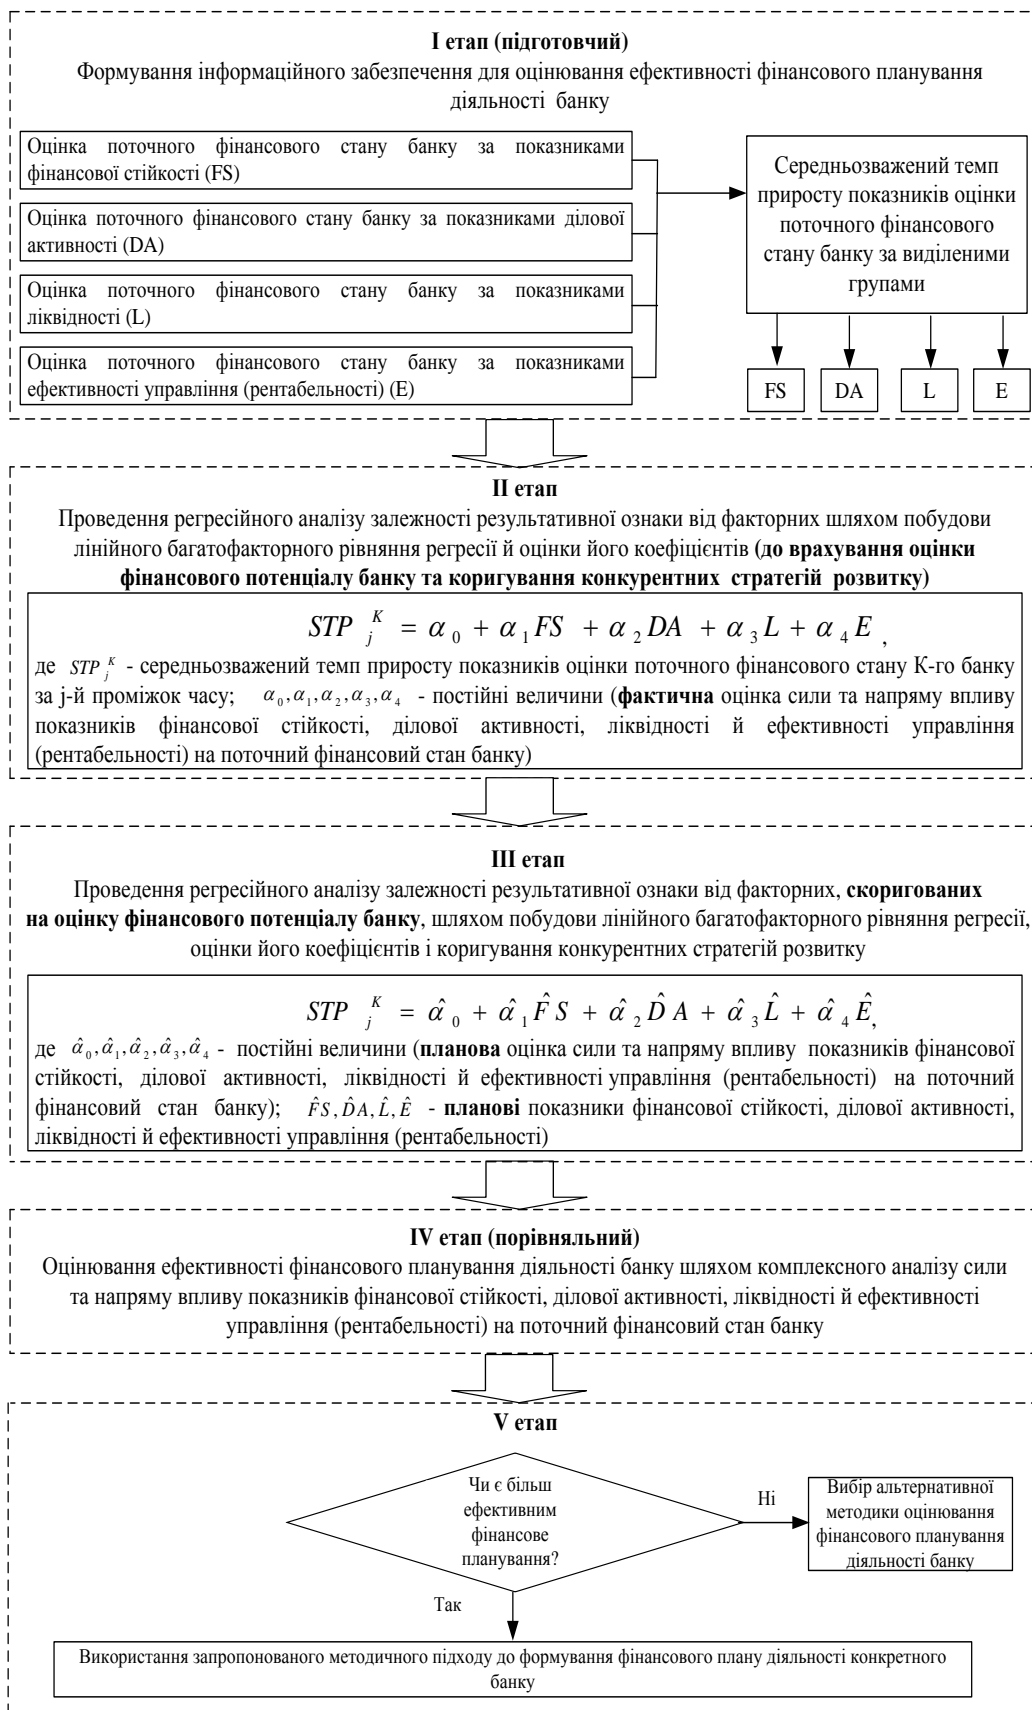 I етап (підготовчий)
Формування інформаційного забезпечення для оцінювання ефективності фінансового планування
діяльності банку
Оцінка поточного фінансового стану банку за показниками
фінансової стійкості (FS)
Оцінка поточного фінансового стану банку за показниками ділової
активності (DA)
Оцінка поточного фінансового стану банку за показниками
ліквідності (L)
Оцінка поточного фінансового стану банку за показниками
ефективності управління (рентабельності) (E)
Середньозважений темп
приросту показників оцінки
поточного фінансового
стану банку за виділеними
групами
FS DA L E
II етап
Проведення регресійного аналізу залежності результативної ознаки від факторних шляхом побудови
лінійного багатофакторного рівняння регресії й оцінки його коефіцієнтів (до врахування оцінки
фінансового потенціалу банку та коригування конкурентних стратегій розвитку)
STP_j^K = α_0 + α_1 FS + α_2 DA + α_3 L + α_4 E ,
де STP_j^K - середньозважений темп приросту показників оцінки поточного фінансового стану К-го банку
за j-й проміжок часу; α_0, α_1, α_2, α_3, α_4 - постійні величини (фактична оцінка сили та напряму впливу
показників фінансової стійкості, ділової активності, ліквідності й ефективності управління
(рентабельності) на поточний фінансовий стан банку)
III етап
Проведення регресійного аналізу залежності результативної ознаки від факторних, скоригованих
на оцінку фінансового потенціалу банку, шляхом побудови лінійного багатофакторного рівняння регресії,
оцінки його коефіцієнтів і коригування конкурентних стратегій розвитку
STP_j^K = α̂_0 + α̂_1 F̂S + α̂_2 D̂A + α̂_3 L̂ + α̂_4 Ê,
де α̂_0, α̂_1, α̂_2, α̂_3, α̂_4 - постійні величини (планова оцінка сили та напряму впливу показників фінансової
стійкості, ділової активності, ліквідності й ефективності управління (рентабельності) на поточний
фінансовий стан банку); F̂S, D̂A, L̂, Ê - планові показники фінансової стійкості, ділової активності,
ліквідності й ефективності управління (рентабельності)
IV етап (порівняльний)
Оцінювання ефективності фінансового планування діяльності банку шляхом комплексного аналізу сили
та напряму впливу показників фінансової стійкості, ділової активності, ліквідності й ефективності
управління (рентабельності) на поточний фінансовий стан банку
V етап
Чи є більш
ефективним
фінансове
планування?
Ні
Вибір альтернативної
методики оцінювання
фінансового планування
діяльності банку
Так
Використання запропонованого методичного підходу до формування фінансового плану діяльності конкретного
банку